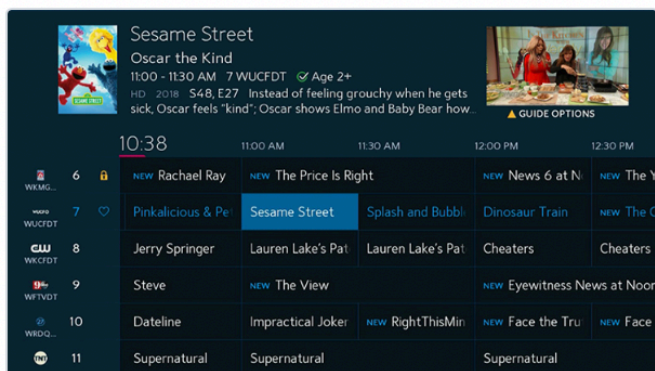 Sesame Street
Oscar the Kind
11:00 - 11:30 AM 7 WUCFDT Age 2+
HD 2018 S48, E27 Instead of feeling grouchy when he gets
sick, Oscar feels "kind"; Oscar shows Elmo and Baby Bear how...
SESAME STREET
GUIDE OPTIONS
10:38 11:00 AM 11:30 AM 12:00 PM 12:30 PM
WKMG... 6 NEW Rachael Ray NEW The Price Is Right NEW News 6 at N NEW The Y
WUCFDT 7 Pinkalicious & Pet Sesame Street Splash and Bubbl Dinosaur Train NEW The C
CW WKCFDT 8 Jerry Springer Lauren Lake's Pat Lauren Lake's Pat Cheaters Cheaters
9 WFTVDT 9 Steve NEW The View NEW Eyewitness News at Noon
WRDQ... 10 Dateline Impractical Joker NEW RightThisMin NEW Face the Tru NEW Face
TNT 11 Supernatural Supernatural Supernatural